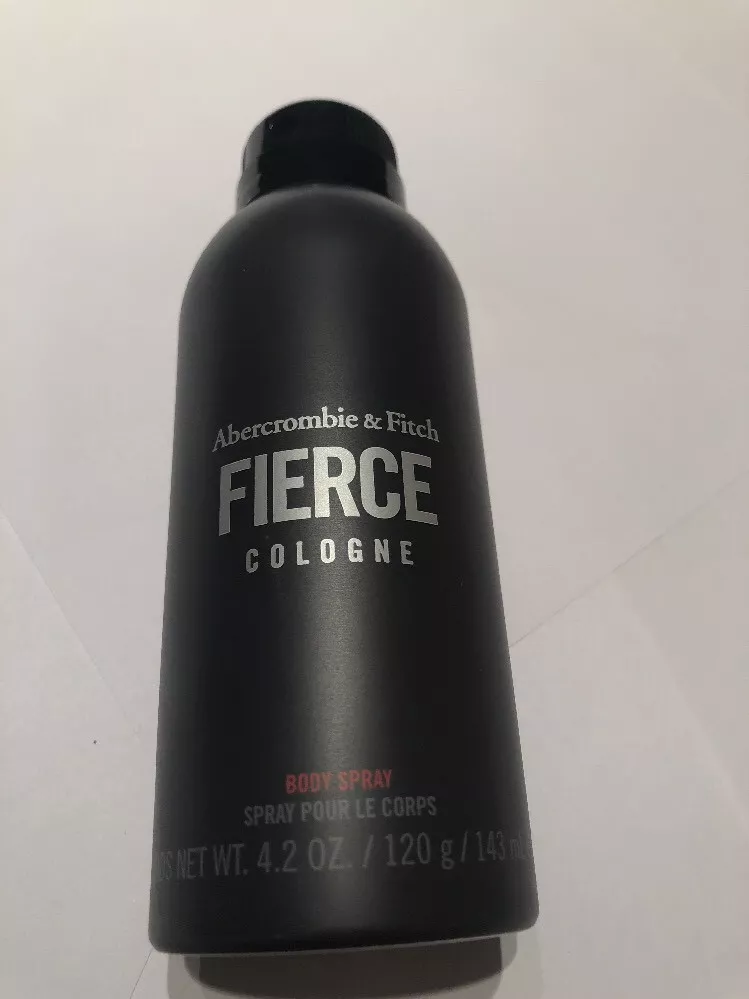 Abercrombie & Fitch
FIERCE
COLOGNE
BODY SPRAY
SPRAY POUR LE CORPS
NET WT. 4.2 OZ. / 120 g / 143